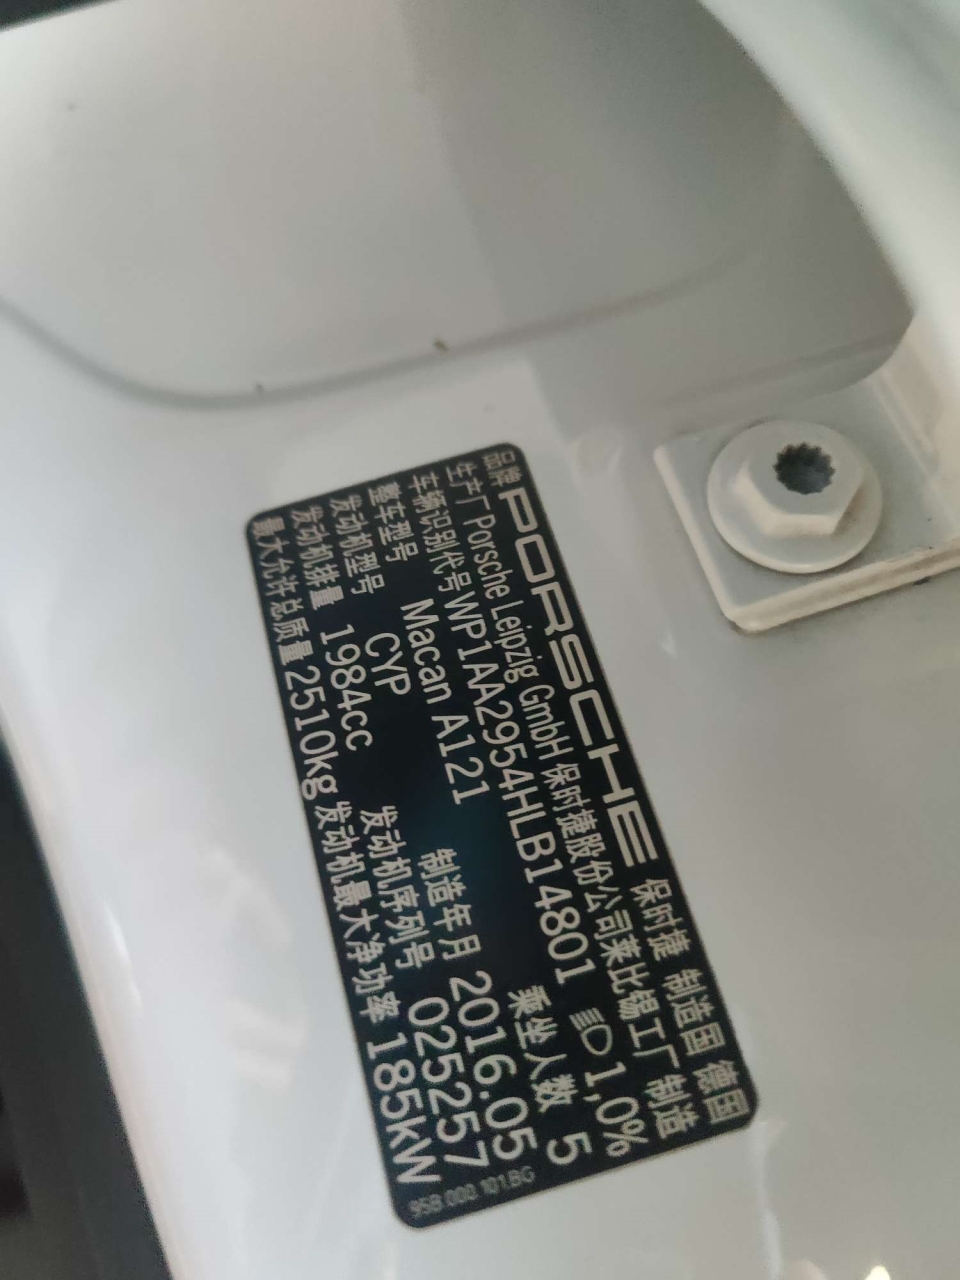 品牌 PORSCHE 保时捷 制造国 德国
生产厂 Porsche Leipzig GmbH 保时捷股份公司莱比锡工厂制造
车辆识别代号 WP1AA2954HLB14801 1,0%
整车型号 Macan A121 乘坐人数 5
发动机型号 CYP 制造年月 2016.05
发动机排量 1984cc 发动机序列号 025257
最大允许总质量 2510kg 发动机最大净功率 185kW
95B.000.101.BG